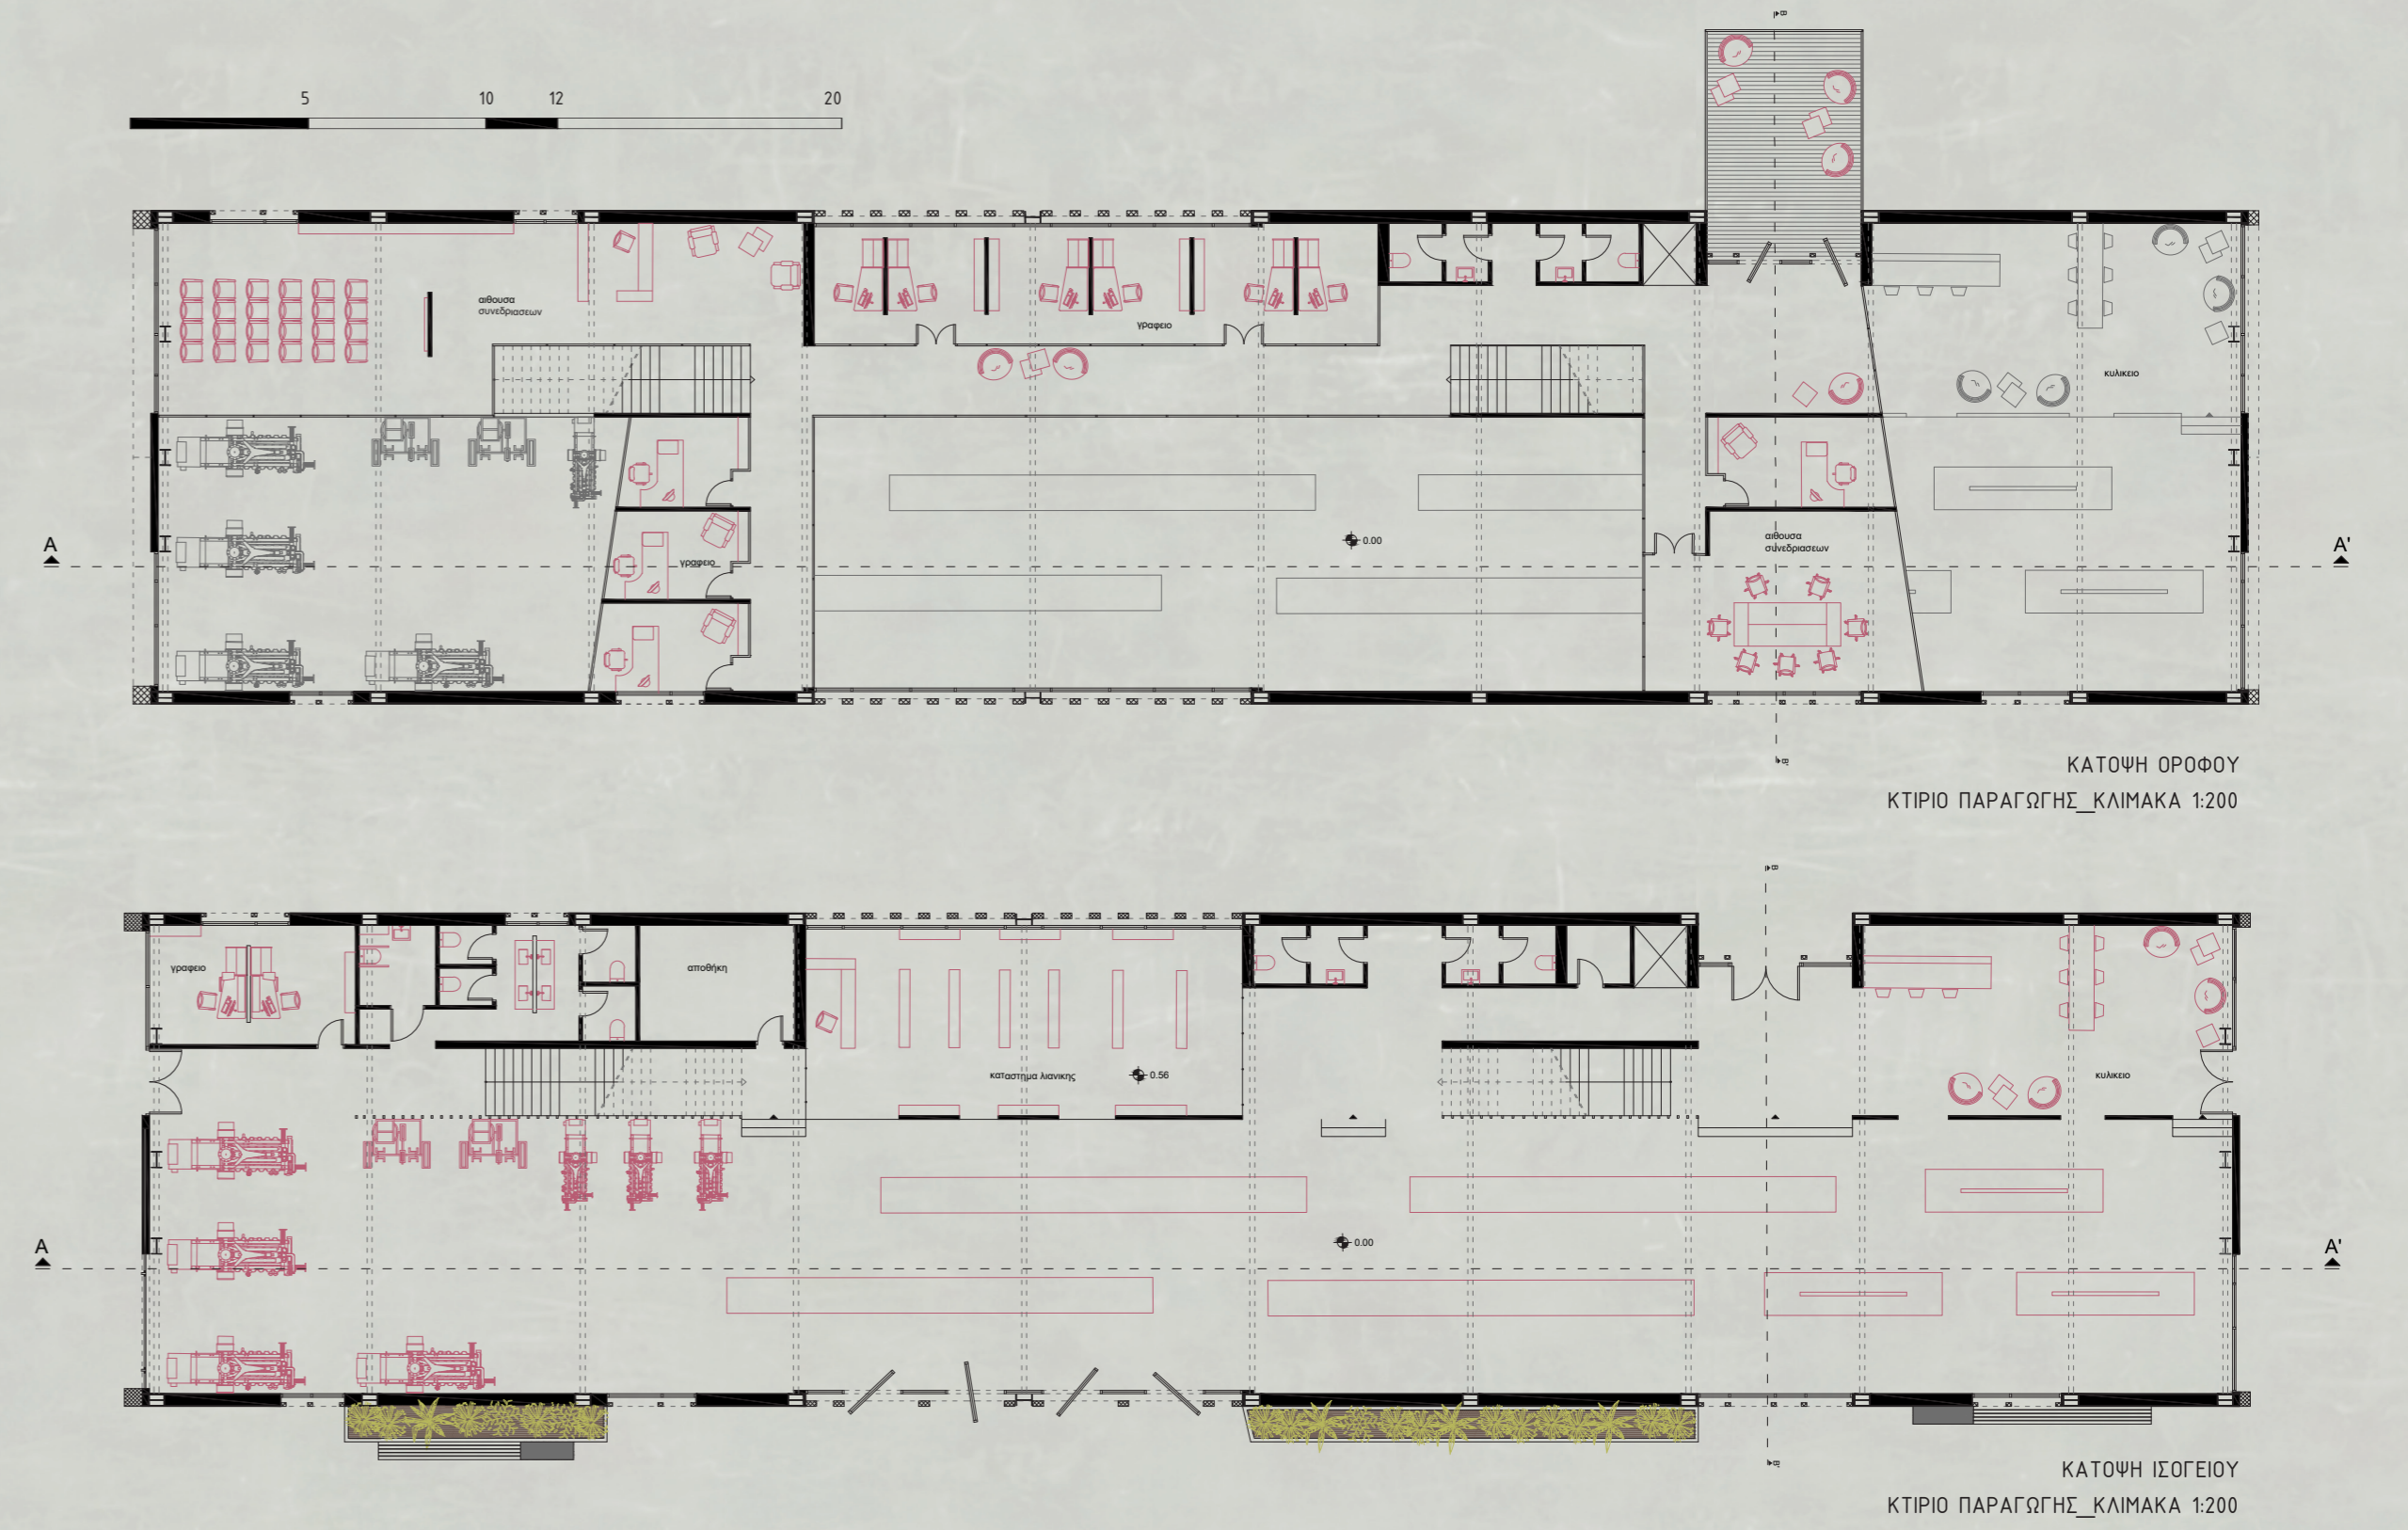 B
5 10 12 20
αιθουσα
συνεδριασεων
γραφειο
κυλικειο
γραφειο
0.00
αιθουσα
συνεδριασεων
A A'
B'
ΚΑΤΟΨΗ ΟΡΟΦΟΥ
ΚΤΙΡΙΟ ΠΑΡΑΓΩΓΗΣ_ΚΛΙΜΑΚΑ 1:200
B
γραφειο
αποθήκη
καταστημα λιανικης
0.56
κυλικειο
0.00
A A'
B'
ΚΑΤΟΨΗ ΙΣΟΓΕΙΟΥ
ΚΤΙΡΙΟ ΠΑΡΑΓΩΓΗΣ_ΚΛΙΜΑΚΑ 1:200